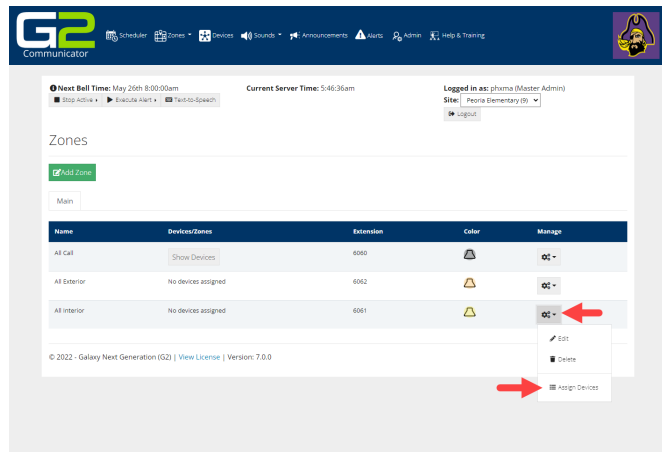 G2
Communicator
Scheduler Zones Devices Sounds Announcements Alerts Admin Help & Training
Next Bell Time: May 26th 8:00:00am Current Server Time: 5:46:36am Logged in as: phxma (Master Admin)
Stop Active Execute Alert Text-to-Speech Site: Peoria Elementary (9)
Logout
Zones
Add Zone
Main
Name Devices/Zones Extension Color Manage
All Call Show Devices 6060
All Exterior No devices assigned 6062
All Interior No devices assigned 6061
Edit
© 2022 - Galaxy Next Generation (G2) | View License | Version: 7.0.0 Delete
Assign Devices